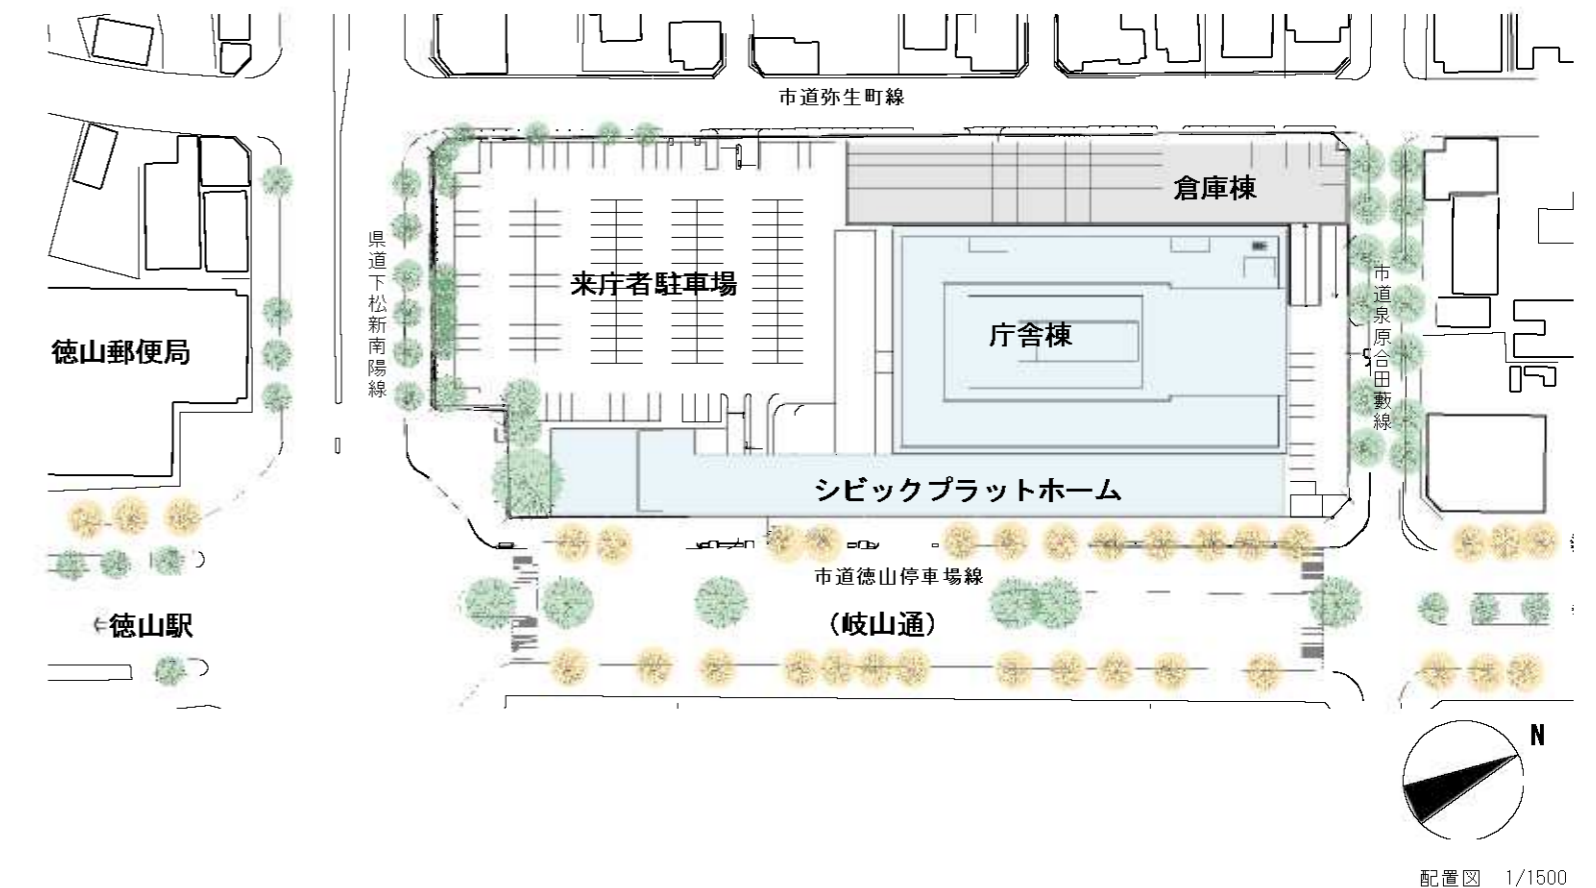 市道弥生町線
倉庫棟
県道下松新南陽線
来庁者駐車場
市道泉原合田藪線
庁舎棟
徳山郵便局
シビックプラットホーム
市道徳山停車場線
（岐山通）
⇐徳山駅
N
配置図 1/1500